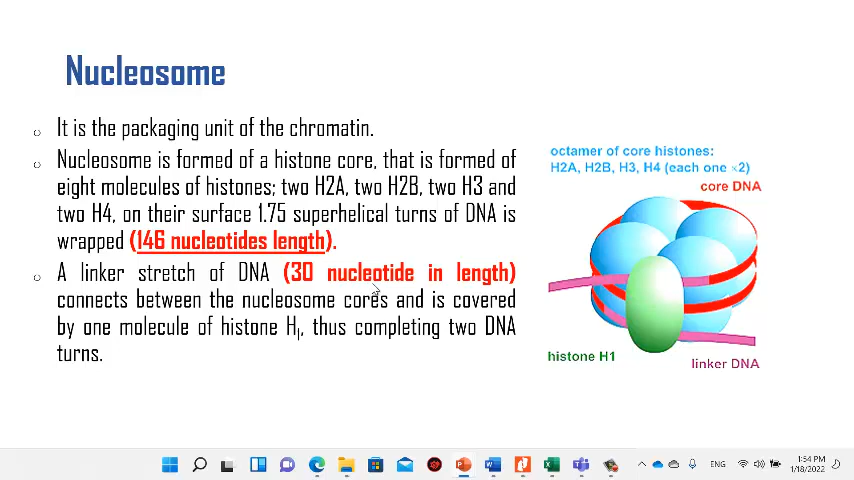 Nucleosome
○ It is the packaging unit of the chromatin.
○ Nucleosome is formed of a histone core, that is formed of
eight molecules of histones; two H2A, two H2B, two H3 and
two H4, on their surface 1.75 superhelical turns of DNA is
wrapped (146 nucleotides length).
○ A linker stretch of DNA (30 nucleotide in length)
connects between the nucleosome cores and is covered
by one molecule of histone H₁, thus completing two DNA
turns.
octamer of core histones:
H2A, H2B, H3, H4 (each one ×2)
core DNA
histone H1
linker DNA
ENG
1:54 PM
1/18/2022